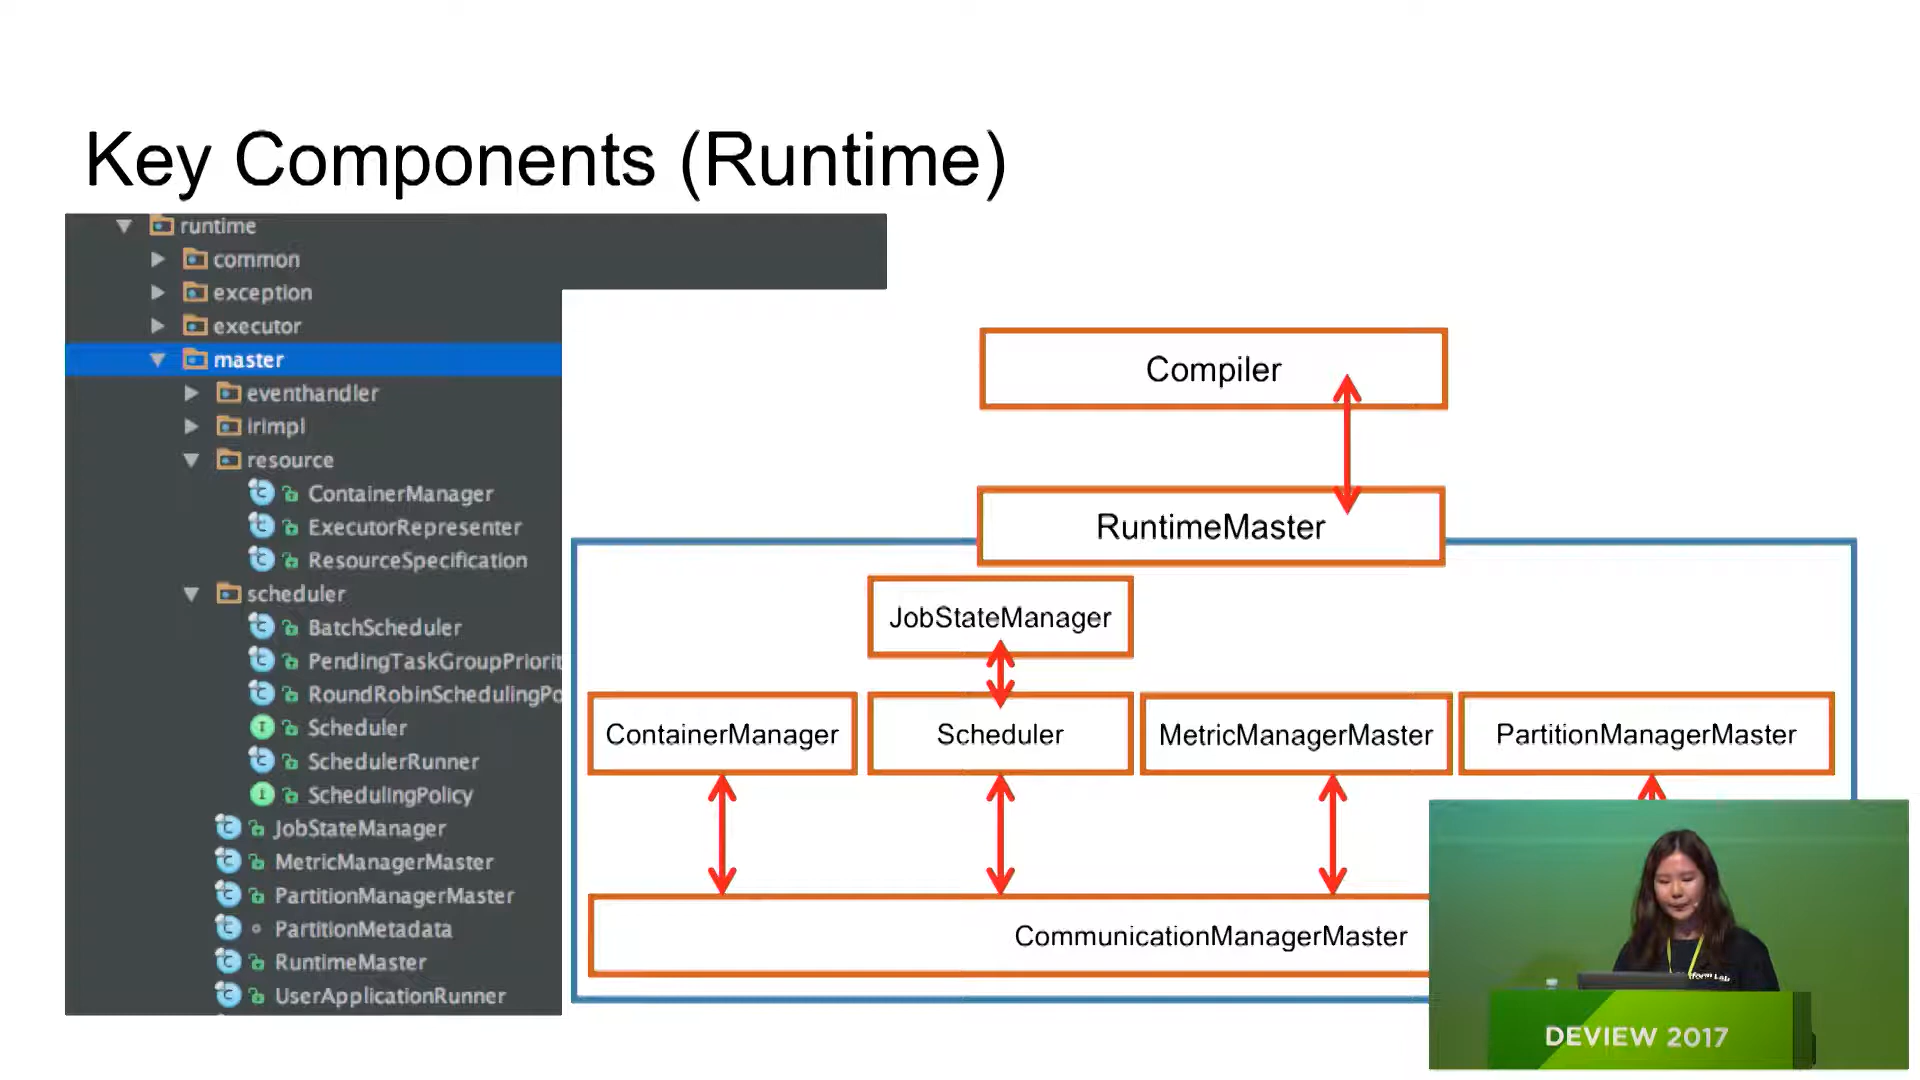 Key Components (Runtime)
runtime
common
exception
executor
master
eventhandler
irimpl
resource
ContainerManager
ExecutorRepresenter
ResourceSpecification
scheduler
BatchScheduler
PendingTaskGroupPriorit
RoundRobinSchedulingPo
Scheduler
SchedulerRunner
SchedulingPolicy
JobStateManager
MetricManagerMaster
PartitionManagerMaster
PartitionMetadata
RuntimeMaster
UserApplicationRunner
Compiler
RuntimeMaster
JobStateManager
ContainerManager
Scheduler
MetricManagerMaster
PartitionManagerMaster
CommunicationManagerMaster
DEVIEW 2017